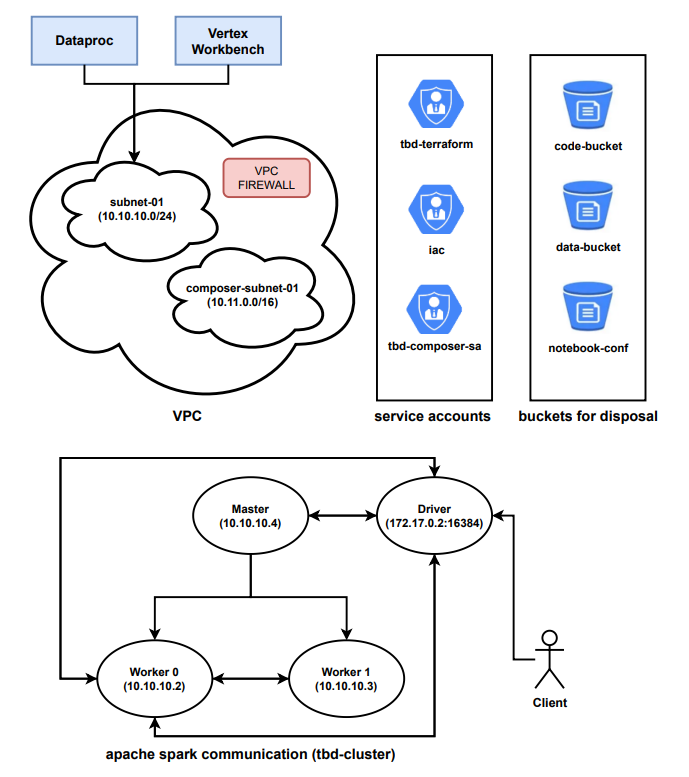 Dataproc
Vertex
Workbench
VPC
FIREWALL
subnet-01
(10.10.10.0/24)
composer-subnet-01
(10.11.0.0/16)
VPC
tbd-terraform
iac
tbd-composer-sa
service accounts
code-bucket
data-bucket
notebook-conf
buckets for disposal
Master
(10.10.10.4)
Driver
(172.17.0.2:16384)
Worker 0
(10.10.10.2)
Worker 1
(10.10.10.3)
Client
apache spark communication (tbd-cluster)